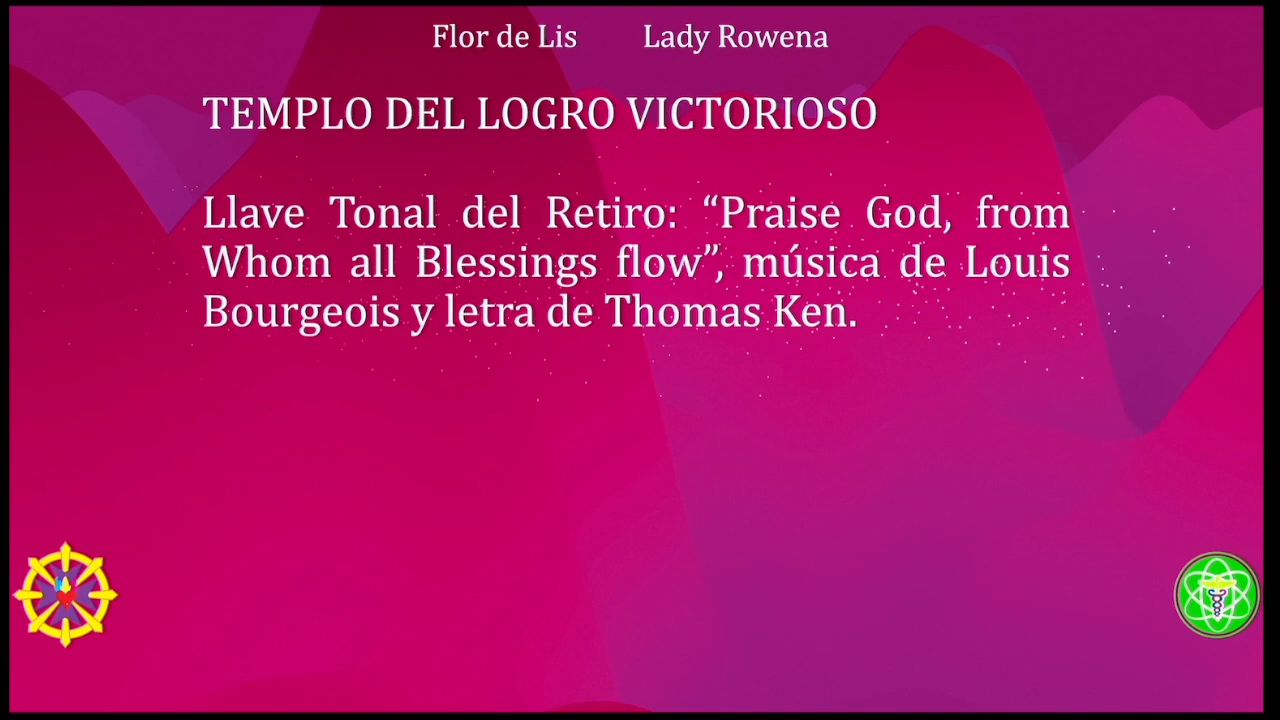 Flor de Lis Lady Rowena
TEMPLO DEL LOGRO VICTORIOSO
Llave Tonal del Retiro: “Praise God, from
Whom all Blessings flow”, música de Louis
Bourgeois y letra de Thomas Ken.